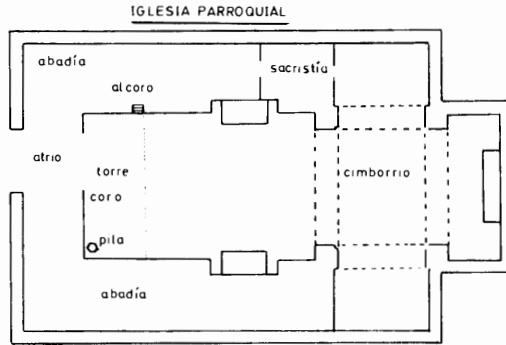 IGLESIA PARROQUIAL
abadía
sacristía
al coro
atrio
torre
cimborrio
coro
pila
abadía